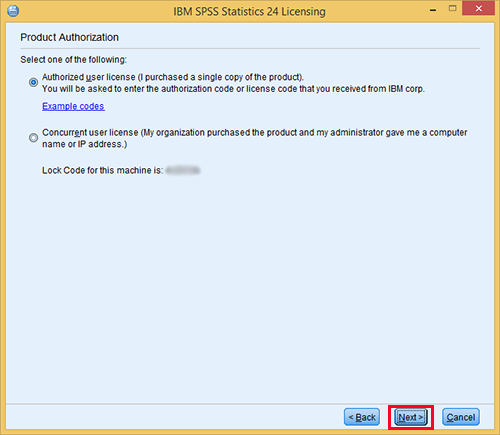 IBM SPSS Statistics 24 Licensing
Product Authorization
Select one of the following:
Authorized user license (I purchased a single copy of the product).
You will be asked to enter the authorization code or license code that you received from IBM corp.
Example codes
Concurrent user license (My organization purchased the product and my administrator gave me a computer
name or IP address.)
Lock Code for this machine is:
< Back Next > Cancel